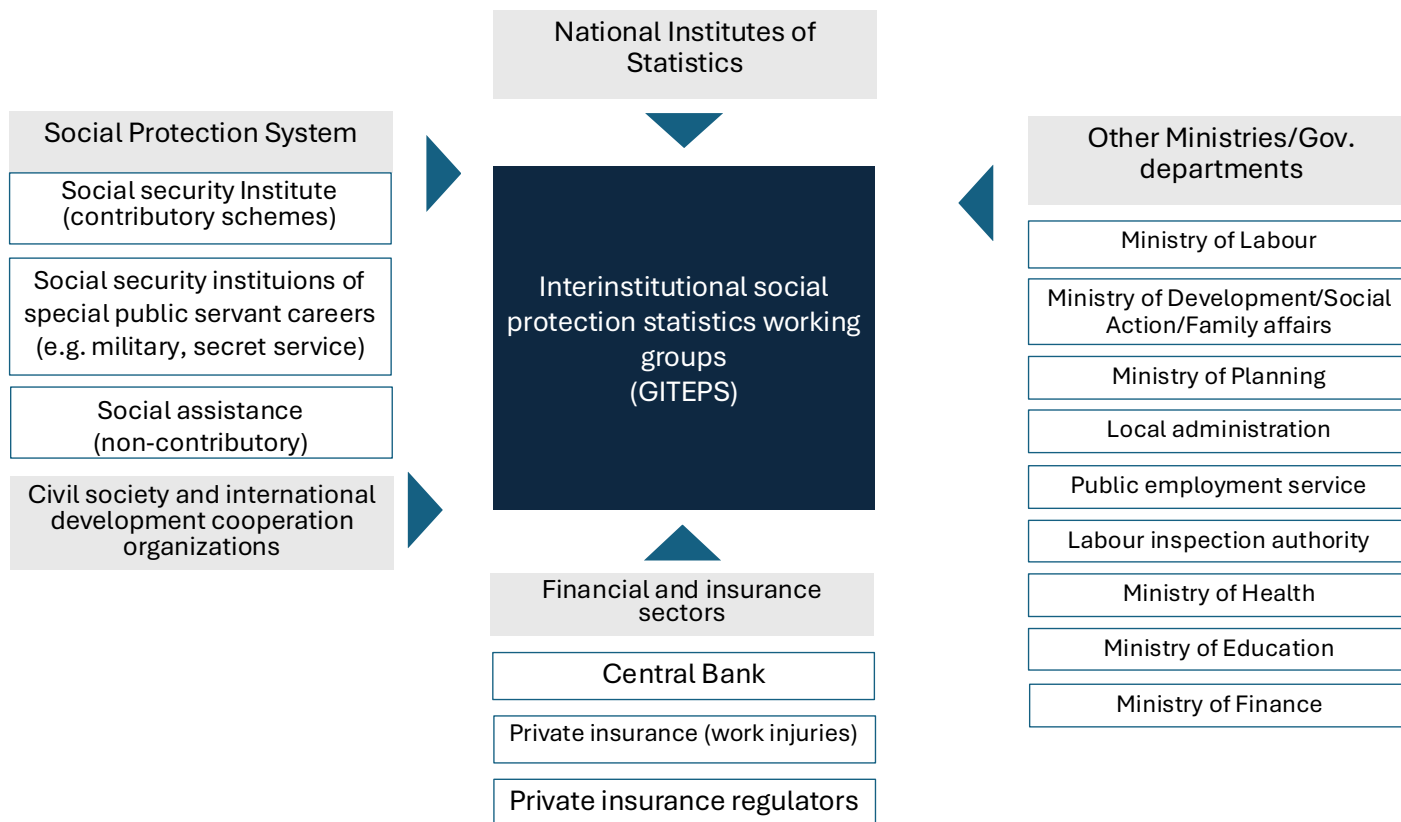 National Institutes of
Statistics
Social Protection System
Social security Institute
(contributory schemes)
Social security instituions of
special public servant careers
(e.g. military, secret service)
Social assistance
(non-contributory)
Civil society and international
development cooperation
organizations
Interinstitutional social
protection statistics working
groups
(GITEPS)
Financial and insurance
sectors
Central Bank
Private insurance (work injuries)
Private insurance regulators
Other Ministries/Gov.
departments
Ministry of Labour
Ministry of Development/Social
Action/Family affairs
Ministry of Planning
Local administration
Public employment service
Labour inspection authority
Ministry of Health
Ministry of Education
Ministry of Finance